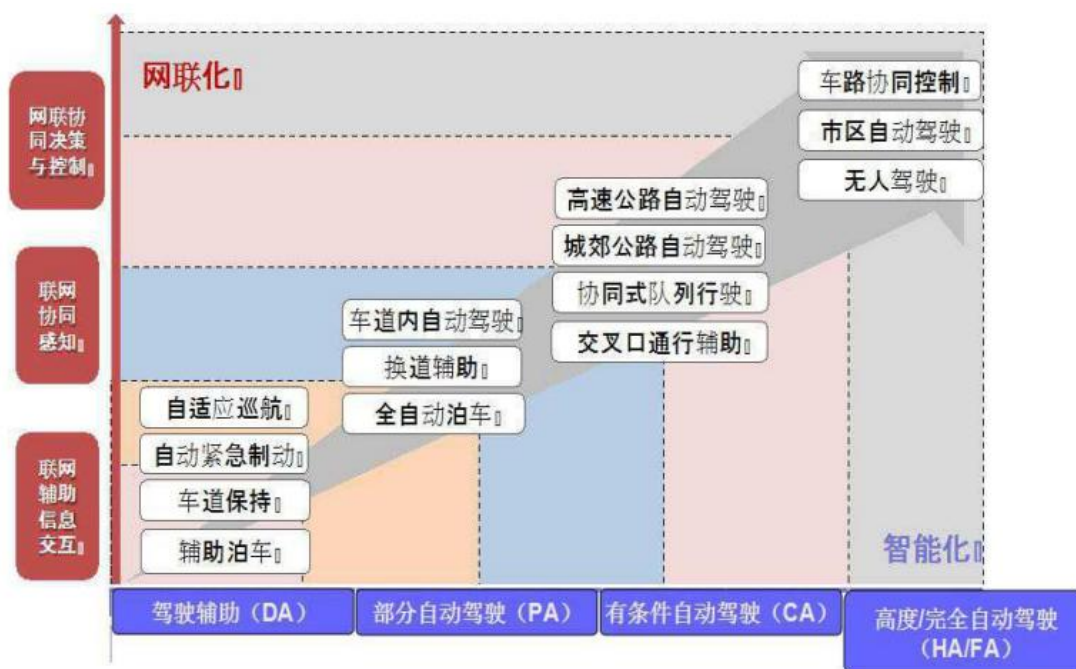 网联化
网联协
同决策
与控制
联网
协同
感知
联网
辅助
信息
交互
车路协同控制
市区自动驾驶
无人驾驶
高速公路自动驾驶
城郊公路自动驾驶
协同式队列行驶
交叉口通行辅助
车道内自动驾驶
换道辅助
全自动泊车
自适应巡航
自动紧急制动
车道保持
辅助泊车
智能化
驾驶辅助（DA）
部分自动驾驶（PA）
有条件自动驾驶（CA）
高度/完全自动驾驶
（HA/FA）